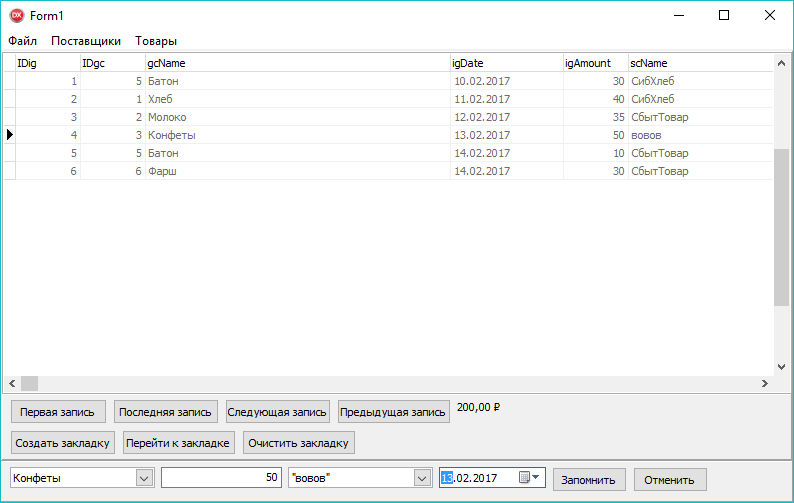 DX Form1
Файл Поставщики Товары
IDig IDgc gcName igDate igAmount scName
1 5 Батон 10.02.2017 30 СибХлеб
2 1 Хлеб 11.02.2017 40 СибХлеб
3 2 Молоко 12.02.2017 35 СбытТовар
4 3 Конфеты 13.02.2017 50 вовов
5 5 Батон 14.02.2017 10 СбытТовар
6 6 Фарш 14.02.2017 30 СбытТовар
Первая запись Последняя запись Следующая запись Предыдущая запись 200,00 ₽
Создать закладку Перейти к закладке Очистить закладку
Конфеты 50 "вовов" 13.02.2017 Запомнить Отменить